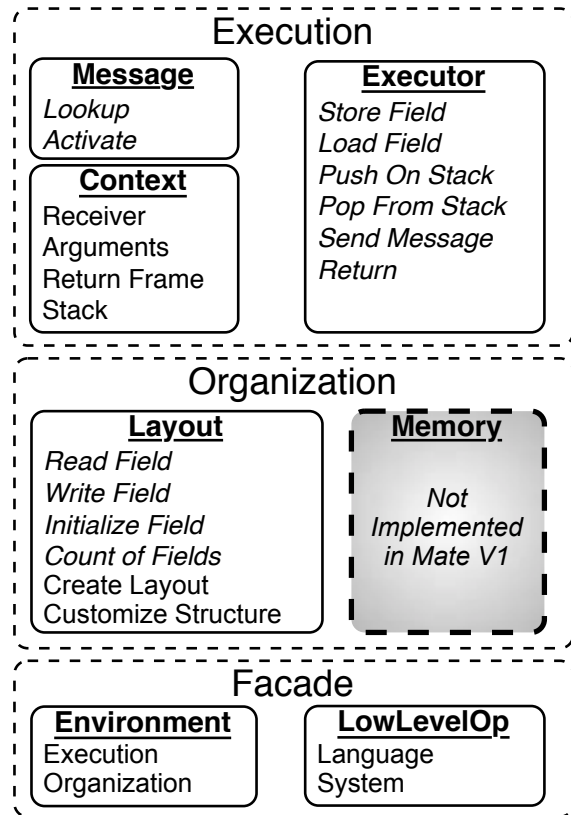 Execution
Message
Lookup
Activate
Context
Receiver
Arguments
Return Frame
Stack
Executor
Store Field
Load Field
Push On Stack
Pop From Stack
Send Message
Return
Organization
Layout
Read Field
Write Field
Initialize Field
Count of Fields
Create Layout
Customize Structure
Memory
Not
Implemented
in Mate V1
Facade
Environment
Execution
Organization
LowLevelOp
Language
System